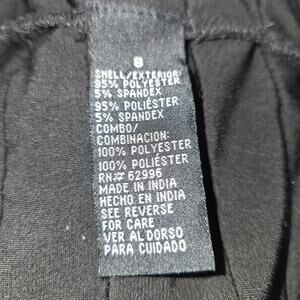 8
SHELL/EXTERIOR:
95% POLYESTER
5% SPANDEX
95% POLIÉSTER
5% SPANDEX
COMBO/
COMBINACION:
100% POLYESTER
100% POLIÉSTER
RN# 62996
MADE IN INDIA
HECHO EN INDIA
SEE REVERSE
FOR CARE
VER AL DORSO
PARA CUIDADO